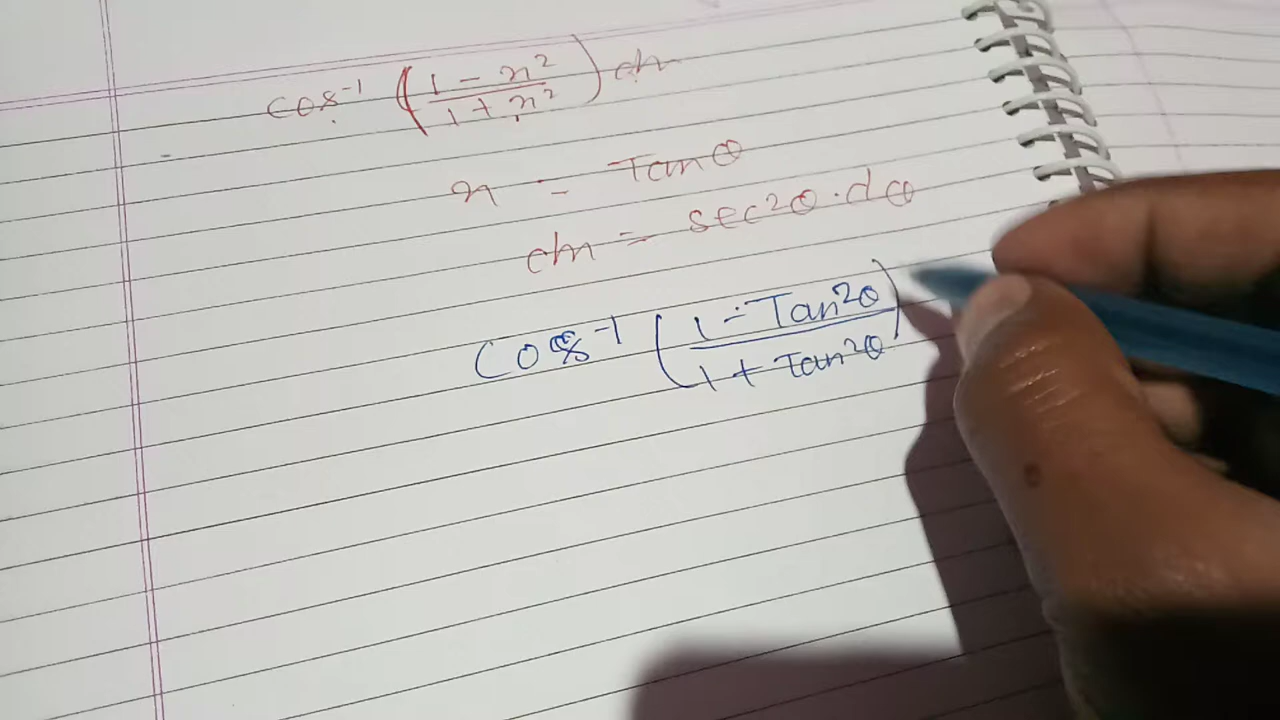 cos⁻¹ (1 - x² / 1 + x²) dx
x = Tanθ
dx = sec²θ · dθ
Cos⁻¹ (1 - Tan²θ / 1 + Tan²θ)